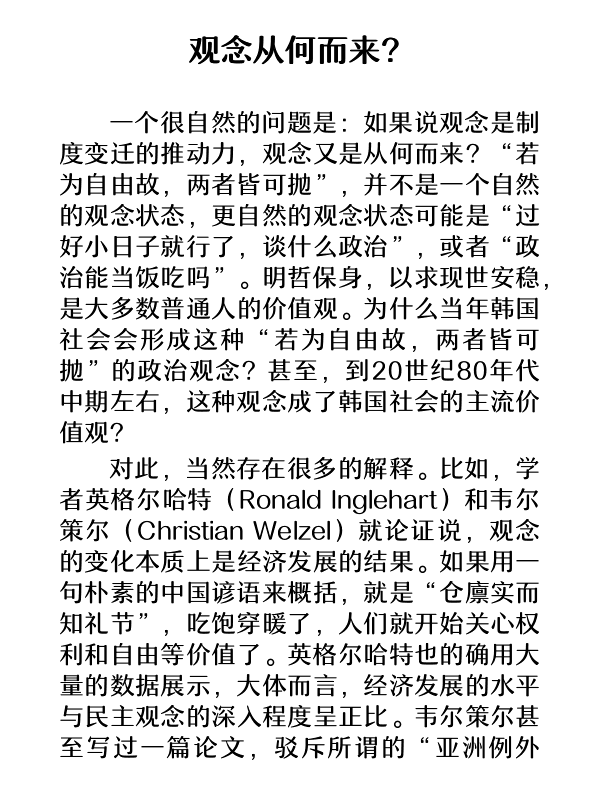 观念从何而来？
一个很自然的问题是：如果说观念是制
度变迁的推动力，观念又是从何而来？“若
为自由故，两者皆可抛”，并不是一个自然
的观念状态，更自然的观念状态可能是“过
好小日子就行了，谈什么政治”，或者“政
治能当饭吃吗”。明哲保身，以求现世安稳，
是大多数普通人的价值观。为什么当年韩国
社会会形成这种“若为自由故，两者皆可
抛”的政治观念？甚至，到20世纪80年代
中期左右，这种观念成了韩国社会的主流价
值观？
对此，当然存在很多的解释。比如，学
者英格尔哈特（Ronald Inglehart）和韦尔
策尔（Christian Welzel）就论证说，观念
的变化本质上是经济发展的结果。如果用一
句朴素的中国谚语来概括，就是“仓廪实而
知礼节”，吃饱穿暖了，人们就开始关心权
利和自由等价值了。英格尔哈特也的确用大
量的数据展示，大体而言，经济发展的水平
与民主观念的深入程度呈正比。韦尔策尔甚
至写过一篇论文，驳斥所谓的“亚洲例外